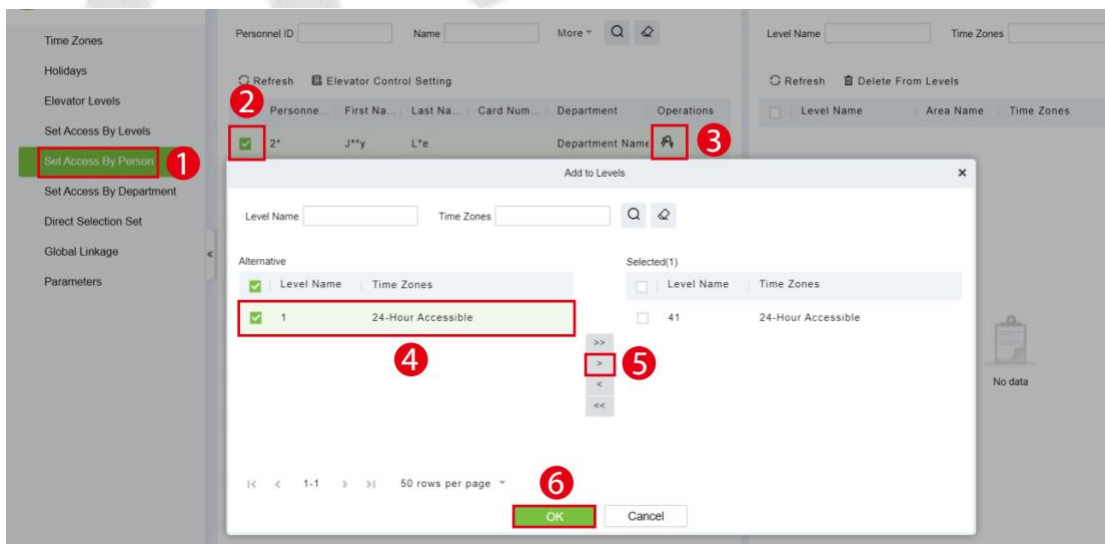 Time Zones
Holidays
Elevator Levels
Set Access By Levels
Set Access By Person
1
Set Access By Department
Direct Selection Set
Global Linkage
Parameters
«
Personnel ID Name More
Refresh Elevator Control Setting
2
Personne... First Na... Last Na... Card Num... Department Operations
2* J**y L*e Department Name
3
Level Name Time Zones
Refresh Delete From Levels
Level Name Area Name Time Zones
No data
Add to Levels ×
Level Name Time Zones
Alternative
Level Name Time Zones
1 24-Hour Accessible
4
>>
>
<
<<
5
Selected(1)
Level Name Time Zones
41 24-Hour Accessible
|< < 1-1 > >| 50 rows per page
6
OK Cancel